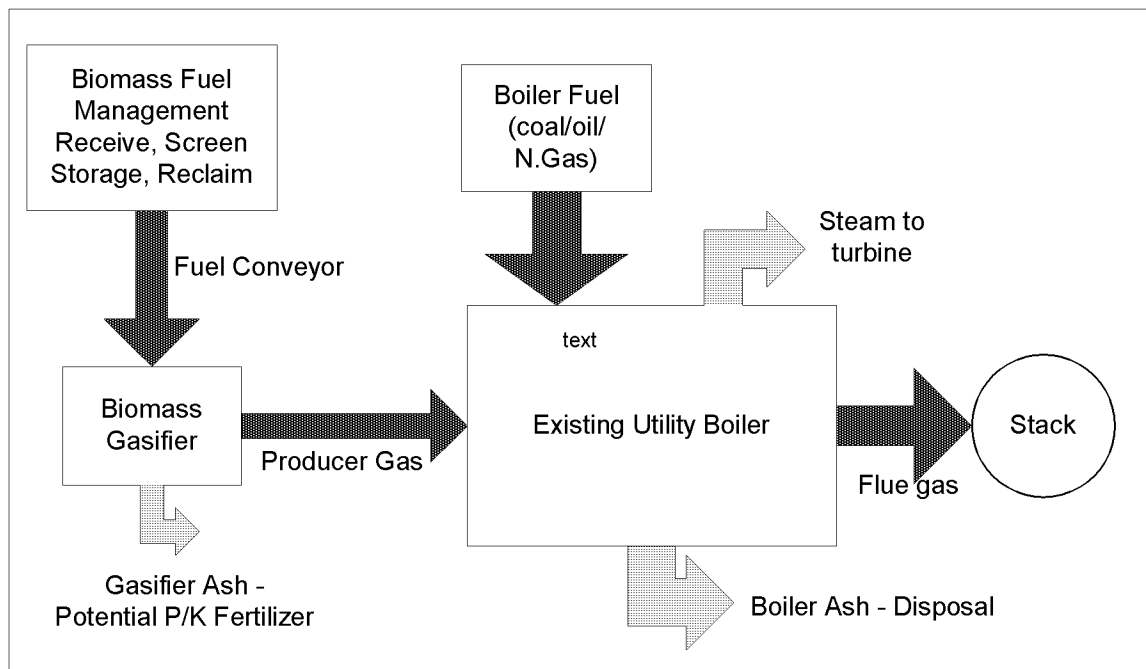 Biomass Fuel
Management
Receive, Screen
Storage, Reclaim
Boiler Fuel
(coal/oil/
N.Gas)
Steam to
turbine
Fuel Conveyor
text
Biomass
Gasifier
Existing Utility Boiler
Stack
Producer Gas
Flue gas
Gasifier Ash -
Potential P/K Fertilizer
Boiler Ash - Disposal